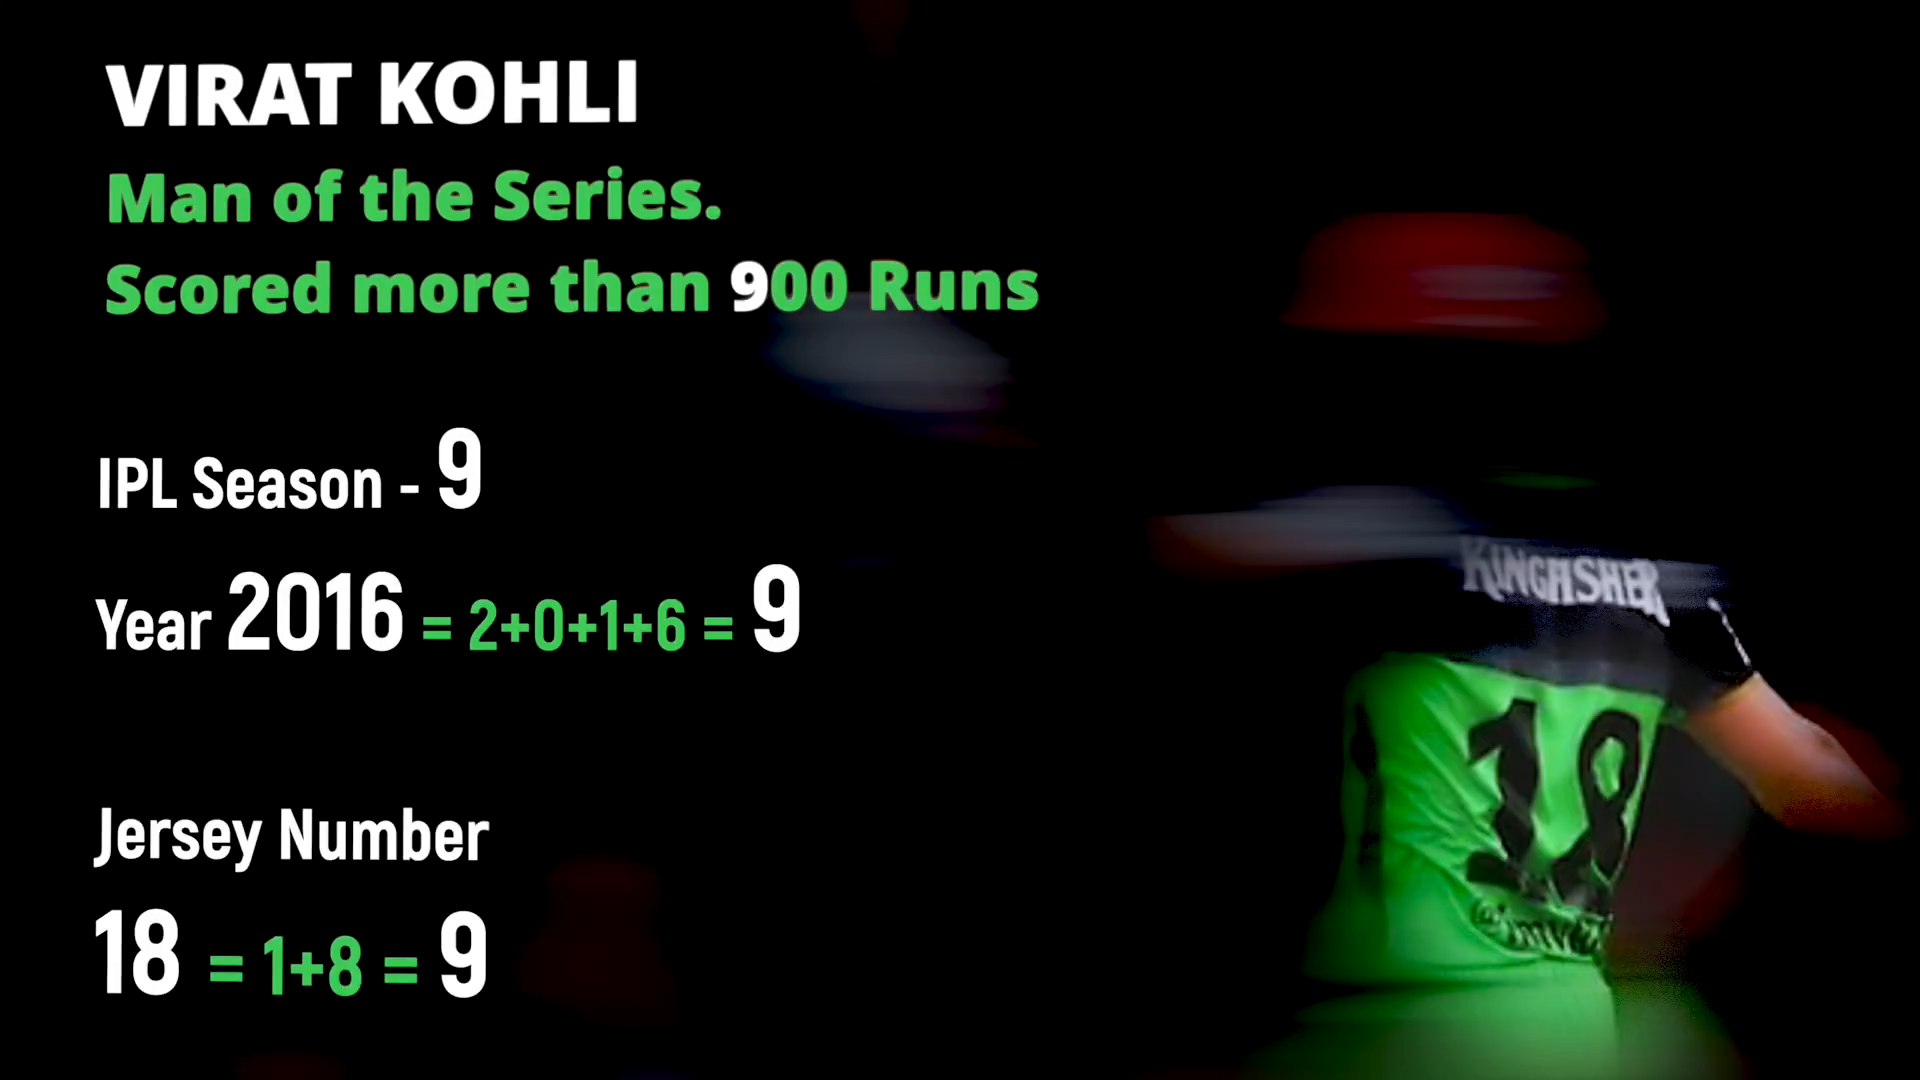 VIRAT KOHLI
Man of the Series.
Scored more than 900 Runs
IPL Season - 9
Year 2016 = 2+0+1+6 = 9
Jersey Number
18 = 1+8 = 9
KINGFISHER
18